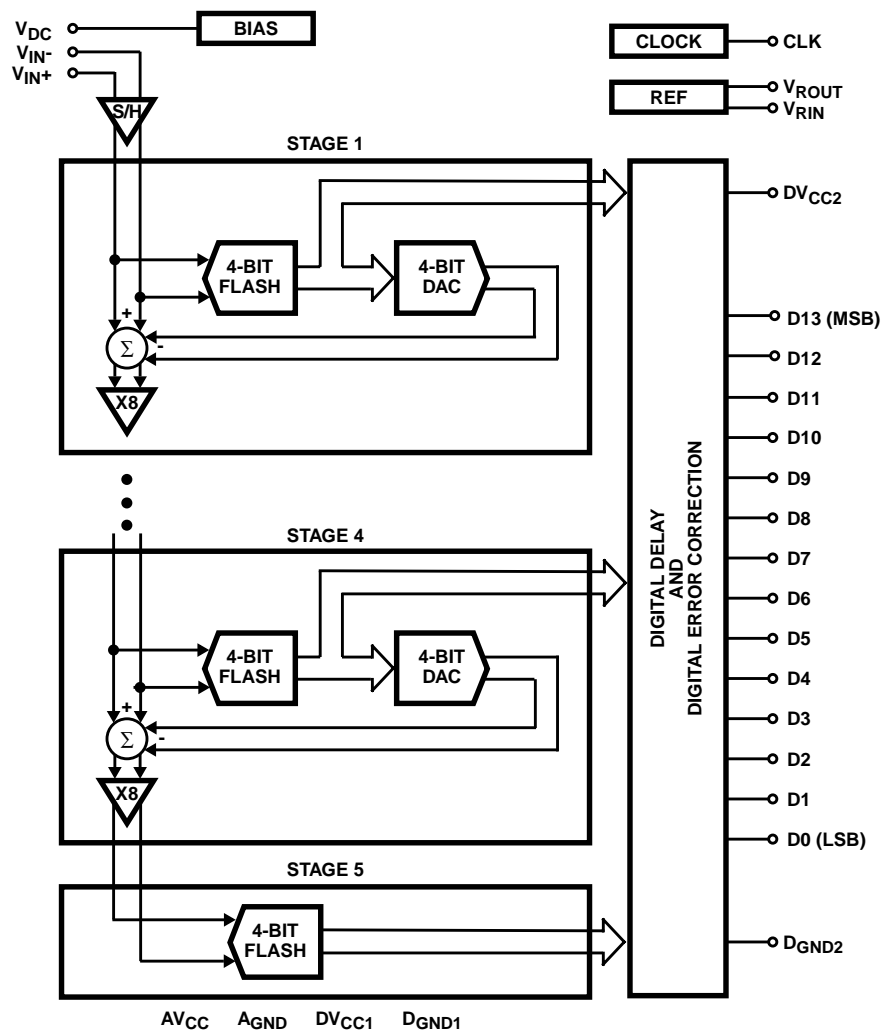 VDC
BIAS
VIN-
VIN+
S/H
CLOCK
CLK
REF
VROUT
VRIN
STAGE 1
4-BIT
FLASH
4-BIT
DAC
+
Σ
-
X8
STAGE 4
4-BIT
FLASH
4-BIT
DAC
+
Σ
-
X8
STAGE 5
4-BIT
FLASH
DIGITAL DELAY
AND
DIGITAL ERROR CORRECTION
DVCC2
D13 (MSB)
D12
D11
D10
D9
D8
D7
D6
D5
D4
D3
D2
D1
D0 (LSB)
DGND2
AVCC AGND DVCC1 DGND1